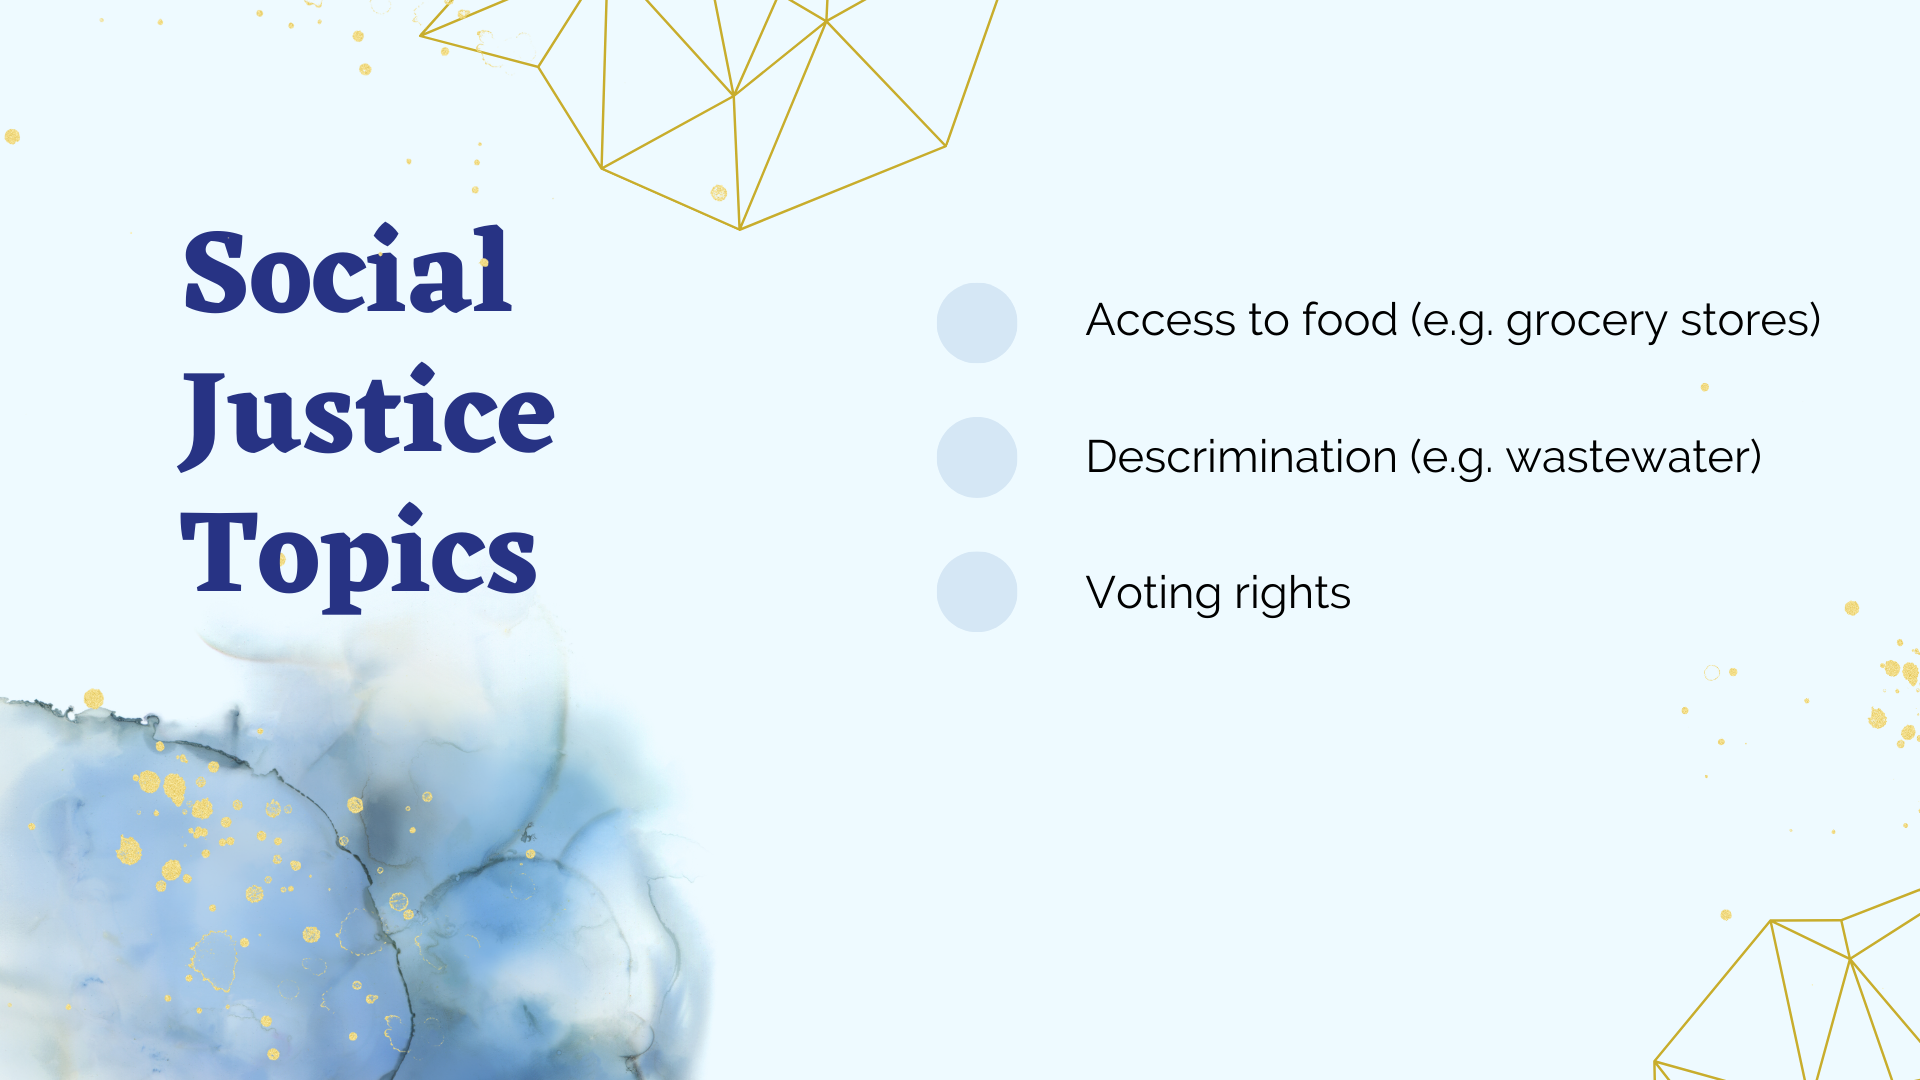 Social
Justice
Topics
Access to food (e.g. grocery stores)
Descrimination (e.g. wastewater)
Voting rights